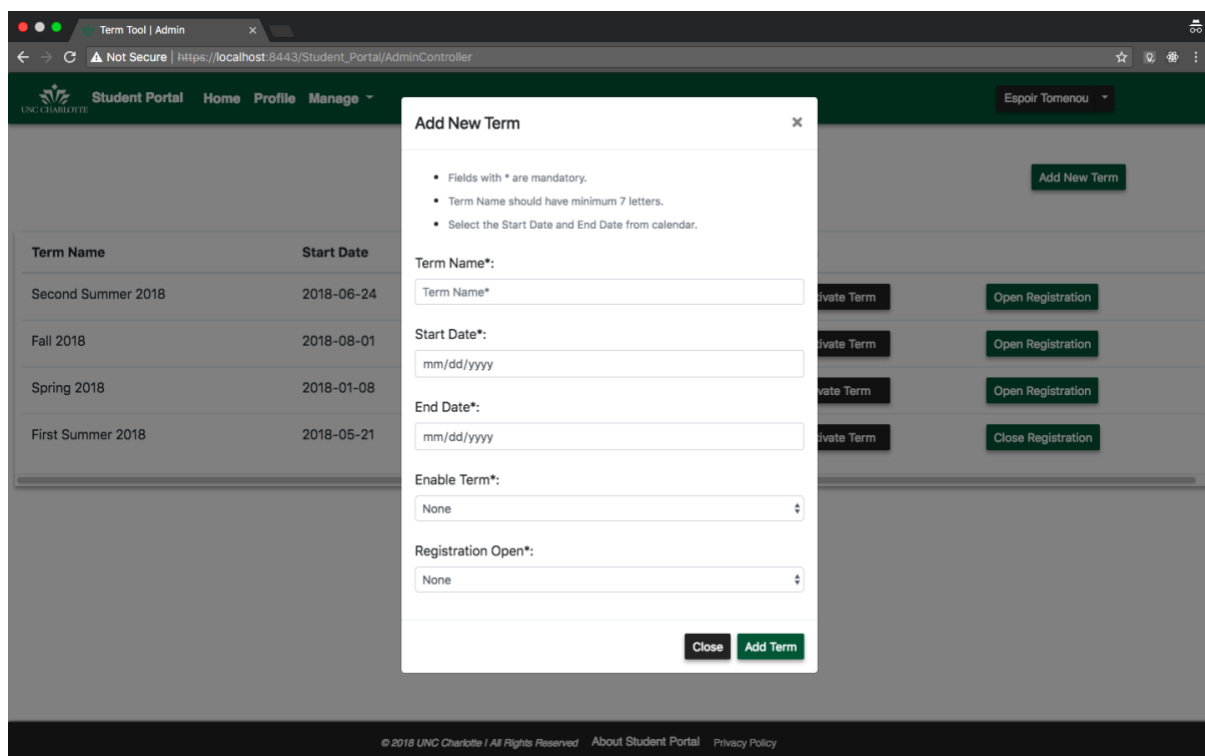 Term Tool | Admin
Not Secure | https://localhost:8443/Student_Portal/AdminController
UNC CHARLOTTE Student Portal Home Profile Manage Espoir Tomenou
Add New Term
Add New Term ×
• Fields with * are mandatory.
• Term Name should have minimum 7 letters.
• Select the Start Date and End Date from calendar.
Term Name Start Date
Second Summer 2018 2018-06-24 Term Open Registration
Fall 2018 2018-08-01 Term Open Registration
Spring 2018 2018-01-08 Term Open Registration
First Summer 2018 2018-05-21 Term Close Registration
Term Name*:
Term Name*
Start Date*:
mm/dd/yyyy
End Date*:
mm/dd/yyyy
Enable Term*:
None
Registration Open*:
None
Close Add Term
© 2018 UNC Charlotte | All Rights Reserved About Student Portal Privacy Policy